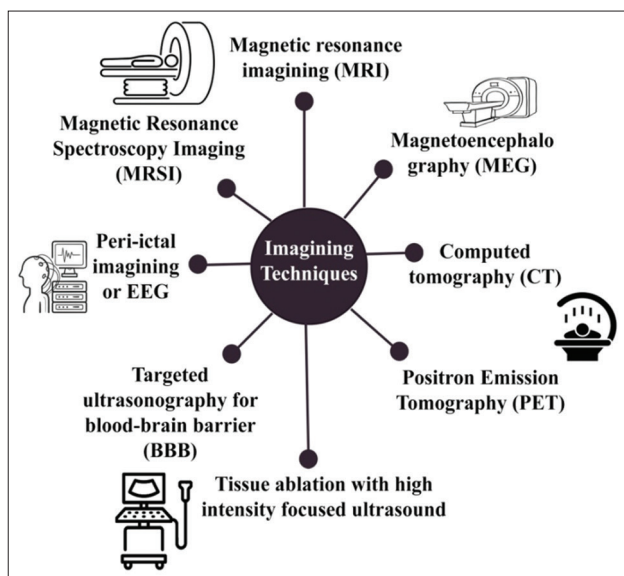 Magnetic resonance
imagining (MRI)
Magnetoencephalo
graphy (MEG)
Computed
tomography (CT)
Positron Emission
Tomography (PET)
Tissue ablation with high
intensity focused ultrasound
Targeted
ultrasonography for
blood-brain barrier
(BBB)
Peri-ictal
imagining
or EEG
Magnetic Resonance
Spectroscopy Imaging
(MRSI)
Imagining
Techniques